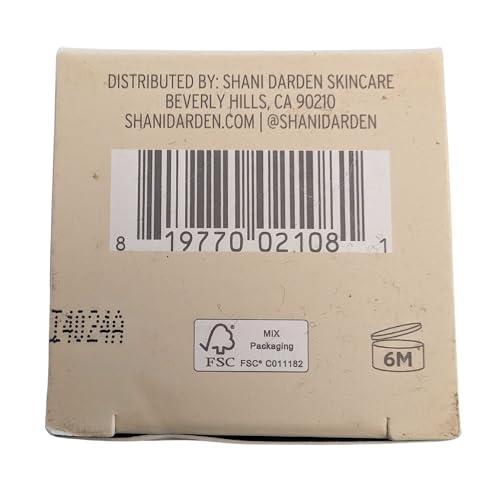 DISTRIBUTED BY: SHANI DARDEN SKINCARE
BEVERLY HILLS, CA 90210
SHANIDARDEN.COM | @SHANIDARDEN
8 19770 02108 1
I4024A
FSC
MIX
Packaging
FSC® C011182
6M